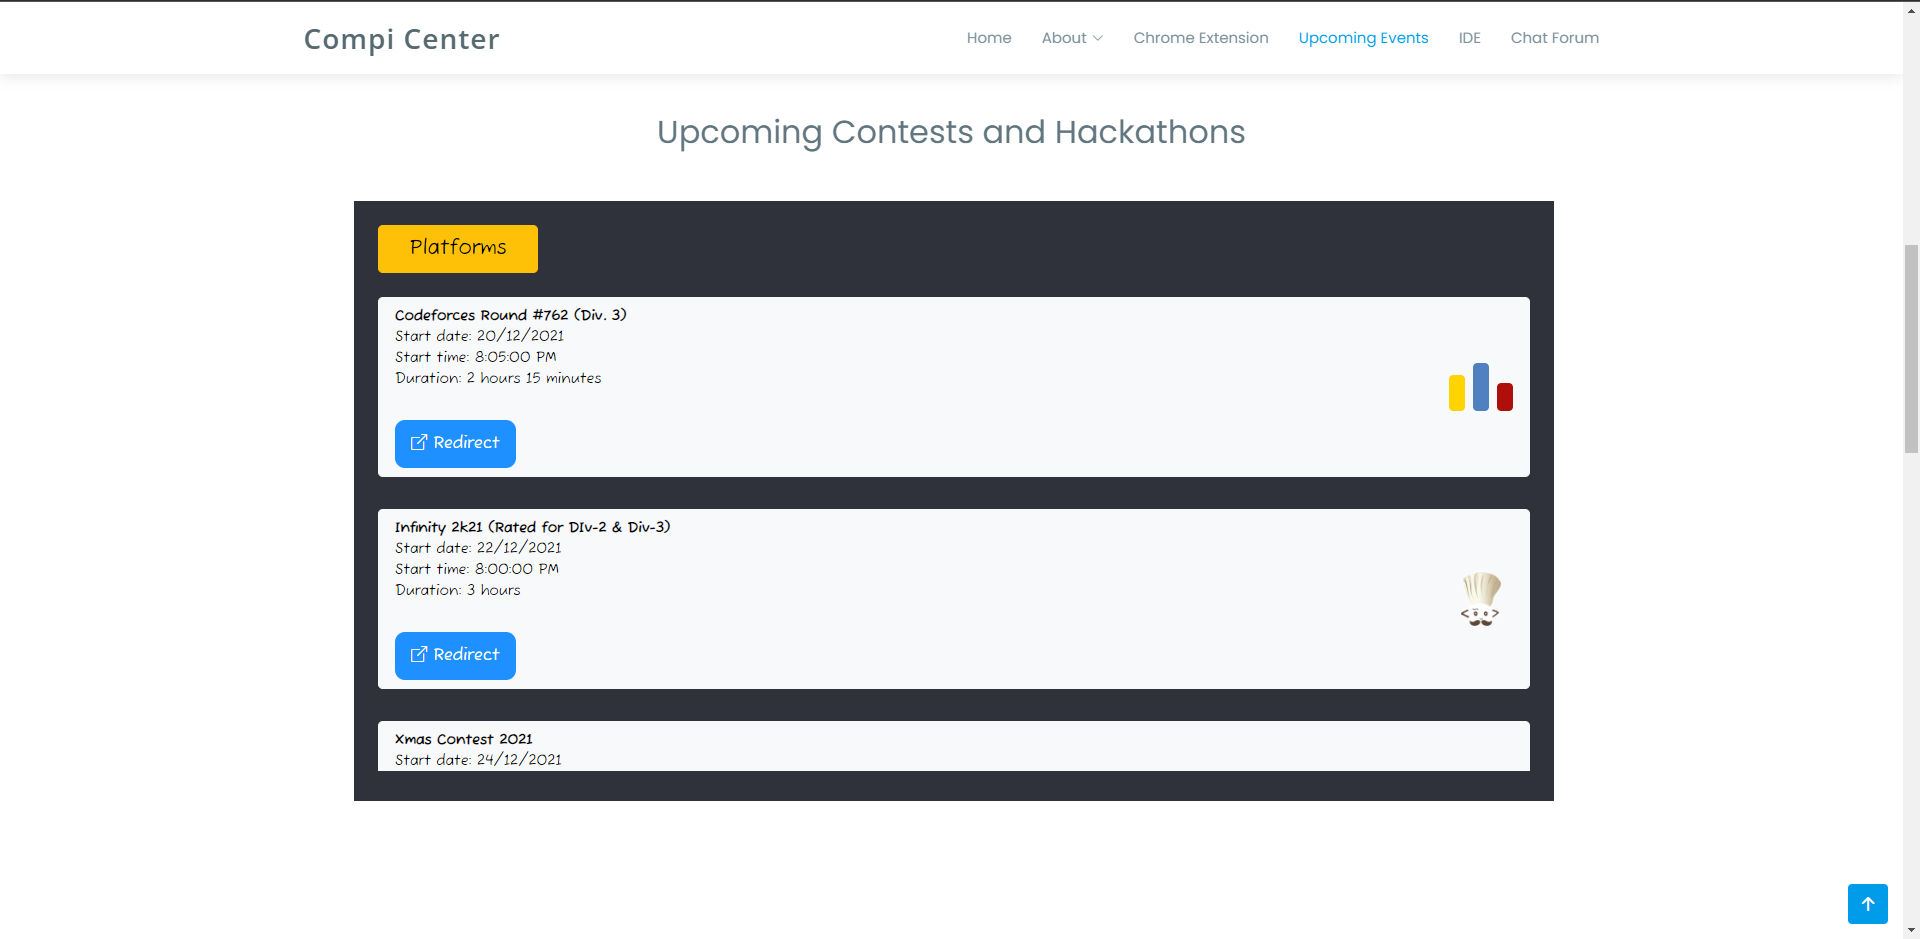 Compi Center
Home About Chrome Extension Upcoming Events IDE Chat Forum
Upcoming Contests and Hackathons
Platforms
Codeforces Round #762 (Div. 3)
Start date: 20/12/2021
Start time: 8:05:00 PM
Duration: 2 hours 15 minutes
Redirect
Infinity 2k21 (Rated for DIv-2 & Div-3)
Start date: 22/12/2021
Start time: 8:00:00 PM
Duration: 3 hours
Redirect
Xmas Contest 2021
Start date: 24/12/2021